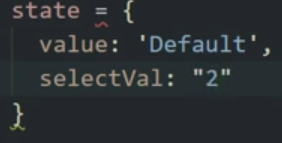 state = {
  value: 'Default',
  selectVal: "2"
}